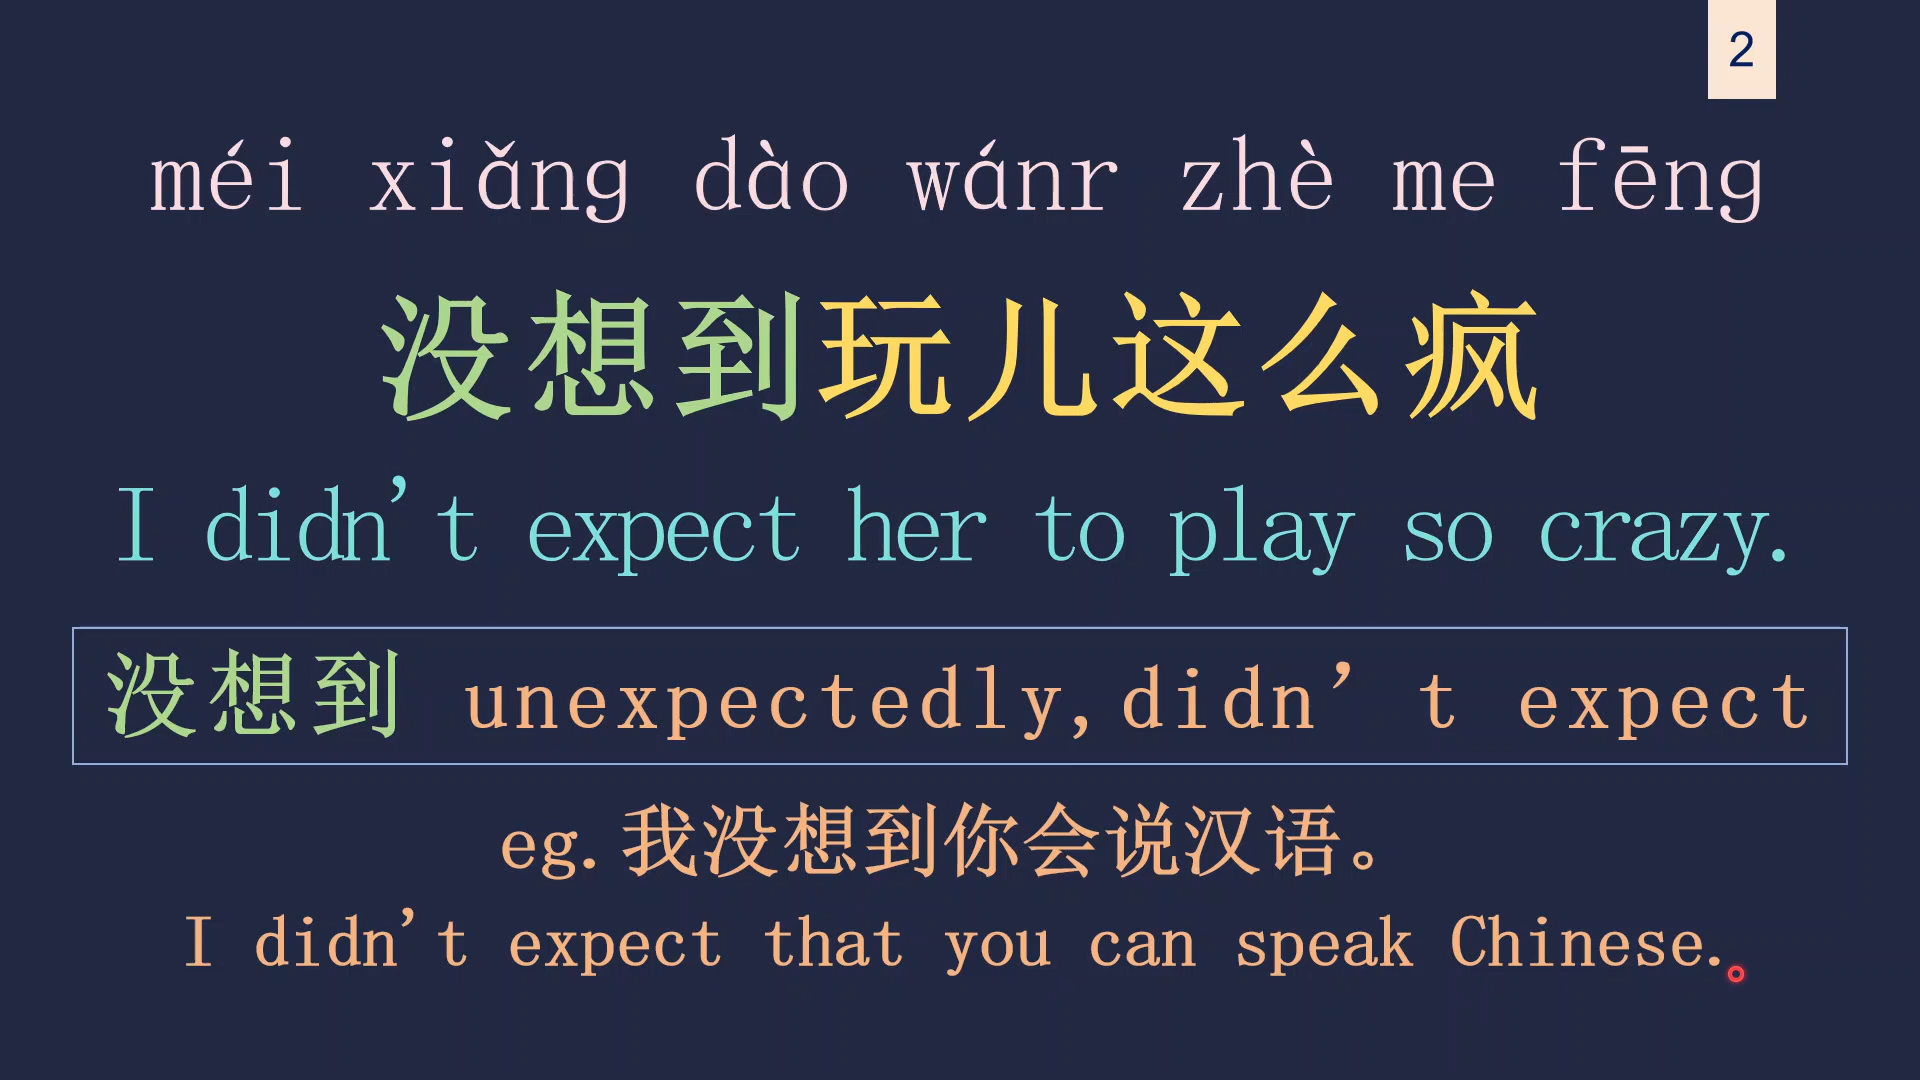 2
méi xiǎng dào wánr zhè me fēng
没想到玩儿这么疯
I didn’t expect her to play so crazy.
没想到 unexpectedly,didn’t expect
eg.我没想到你会说汉语。
I didn’t expect that you can speak Chinese.